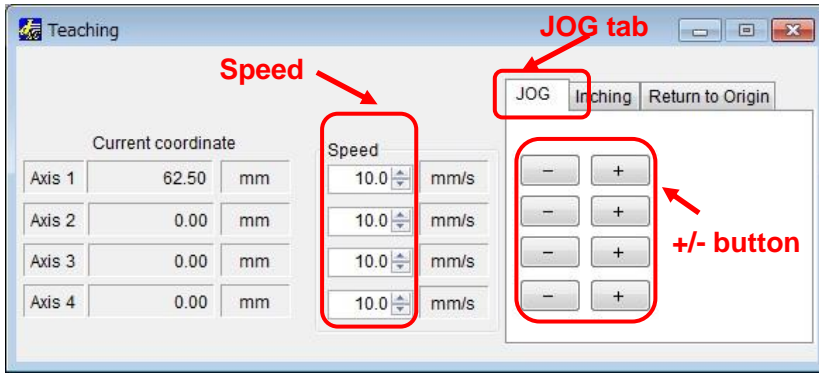 Teaching
JOG tab
Speed
JOG Inching Return to Origin
Current coordinate Speed
Axis 1 62.50 mm 10.0 mm/s - +
Axis 2 0.00 mm 10.0 mm/s - +
+/- button
Axis 3 0.00 mm 10.0 mm/s - +
Axis 4 0.00 mm 10.0 mm/s - +